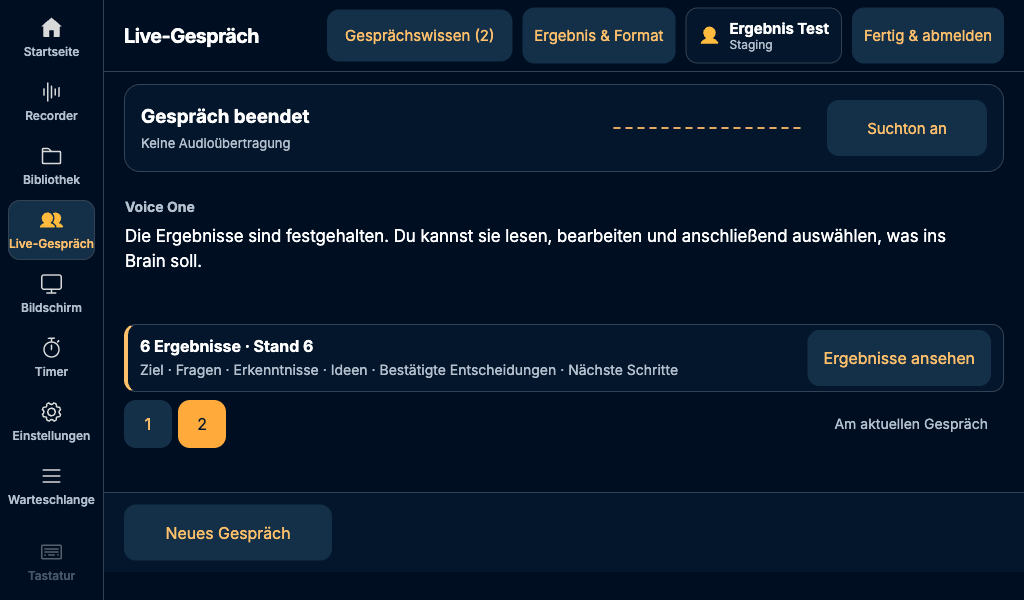 Startseite
Recorder
Bibliothek
Live-Gespräch
Bildschirm
Timer
Einstellungen
Warteschlange
Tastatur
Live-Gespräch
Gesprächswissen (2)
Ergebnis & Format
Ergebnis Test
Staging
Fertig & abmelden
Gespräch beendet
Keine Audioübertragung
Suchton an
Voice One
Die Ergebnisse sind festgehalten. Du kannst sie lesen, bearbeiten und anschließend auswählen, was ins
Brain soll.
6 Ergebnisse · Stand 6
Ziel · Fragen · Erkenntnisse · Ideen · Bestätigte Entscheidungen · Nächste Schritte
Ergebnisse ansehen
1
2
Am aktuellen Gespräch
Neues Gespräch